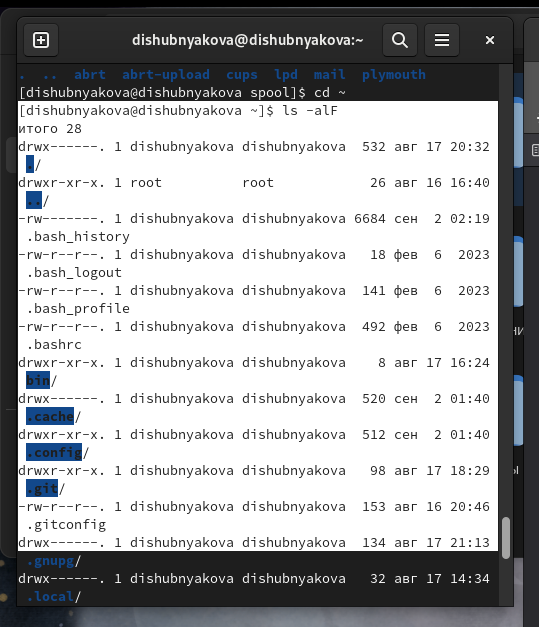 dishubnyakova@dishubnyakova:~
. .. abrt abrt-upload cups lpd mail plymouth
[dishubnyakova@dishubnyakova spool]$ cd ~
[dishubnyakova@dishubnyakova ~]$ ls -alF
итого 28
drwx------. 1 dishubnyakova dishubnyakova  532 авг 17 20:32
 ./
drwxr-xr-x. 1 root          root            26 авг 16 16:40
 ../
-rw-------. 1 dishubnyakova dishubnyakova 6684 сен  2 02:19
 .bash_history
-rw-r--r--. 1 dishubnyakova dishubnyakova   18 фев  6  2023
 .bash_logout
-rw-r--r--. 1 dishubnyakova dishubnyakova  141 фев  6  2023
 .bash_profile
-rw-r--r--. 1 dishubnyakova dishubnyakova  492 фев  6  2023
 .bashrc
drwxr-xr-x. 1 dishubnyakova dishubnyakova    8 авг 17 16:24
 bin/
drwx------. 1 dishubnyakova dishubnyakova  520 сен  2 01:40
 .cache/
drwxr-xr-x. 1 dishubnyakova dishubnyakova  512 сен  2 01:40
 .config/
drwxr-xr-x. 1 dishubnyakova dishubnyakova   98 авг 17 18:29
 .git/
-rw-r--r--. 1 dishubnyakova dishubnyakova  153 авг 16 20:46
 .gitconfig
drwx------. 1 dishubnyakova dishubnyakova  134 авг 17 21:13
 .gnupg/
drwx------. 1 dishubnyakova dishubnyakova   32 авг 17 14:34
 .local/